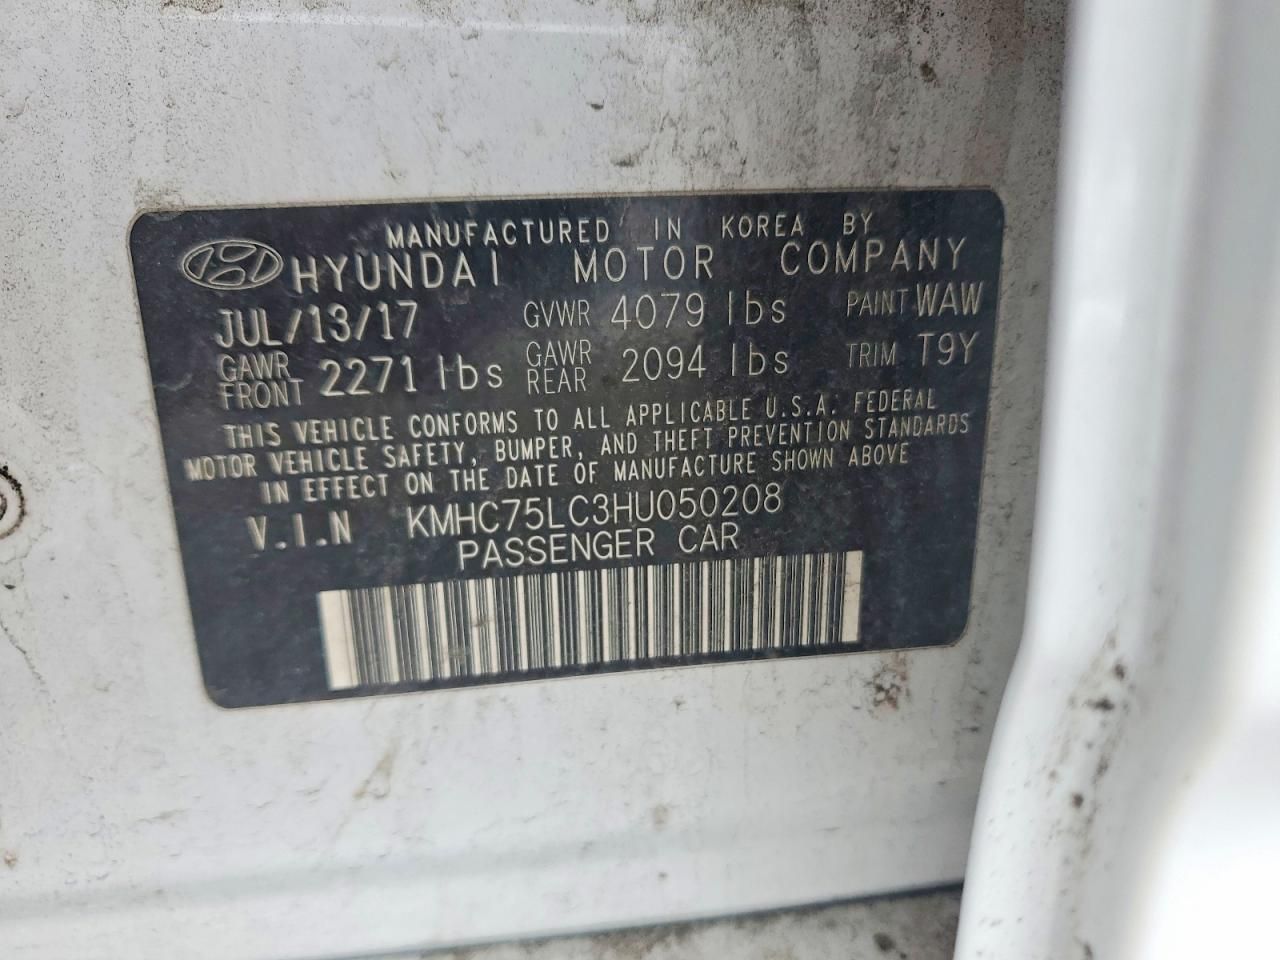 MANUFACTURED IN KOREA BY
HYUNDAI MOTOR COMPANY
JUL/13/17 GVWR 4079 lbs PAINT WAW
GAWR FRONT 2271 lbs GAWR REAR 2094 lbs TRIM T9Y
THIS VEHICLE CONFORMS TO ALL APPLICABLE U.S.A. FEDERAL
MOTOR VEHICLE SAFETY, BUMPER, AND THEFT PREVENTION STANDARDS
IN EFFECT ON THE DATE OF MANUFACTURE SHOWN ABOVE
V.I.N KMHC75LC3HU050208
PASSENGER CAR